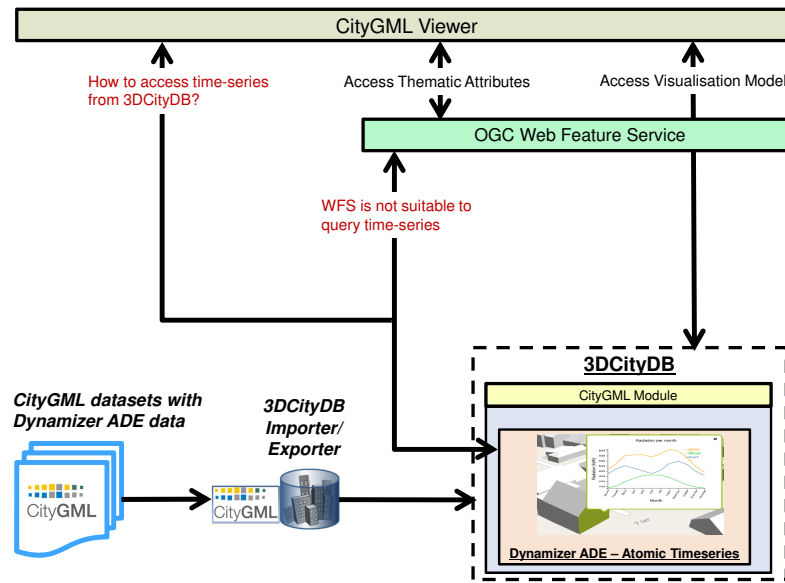 CityGML Viewer
How to access time-series
from 3DCityDB?
Access Thematic Attributes
Access Visualisation Model
OGC Web Feature Service
WFS is not suitable to
query time-series
3DCityDB
CityGML Module
CityGML datasets with
Dynamizer ADE data
3DCityDB
Importer/
Exporter
CityGML
CityGML
Radiation per month
Month
Dynamizer ADE – Atomic Timeseries